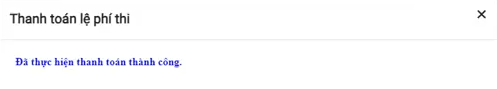 Thanh toán lệ phí thi
Đã thực hiện thanh toán thành công.